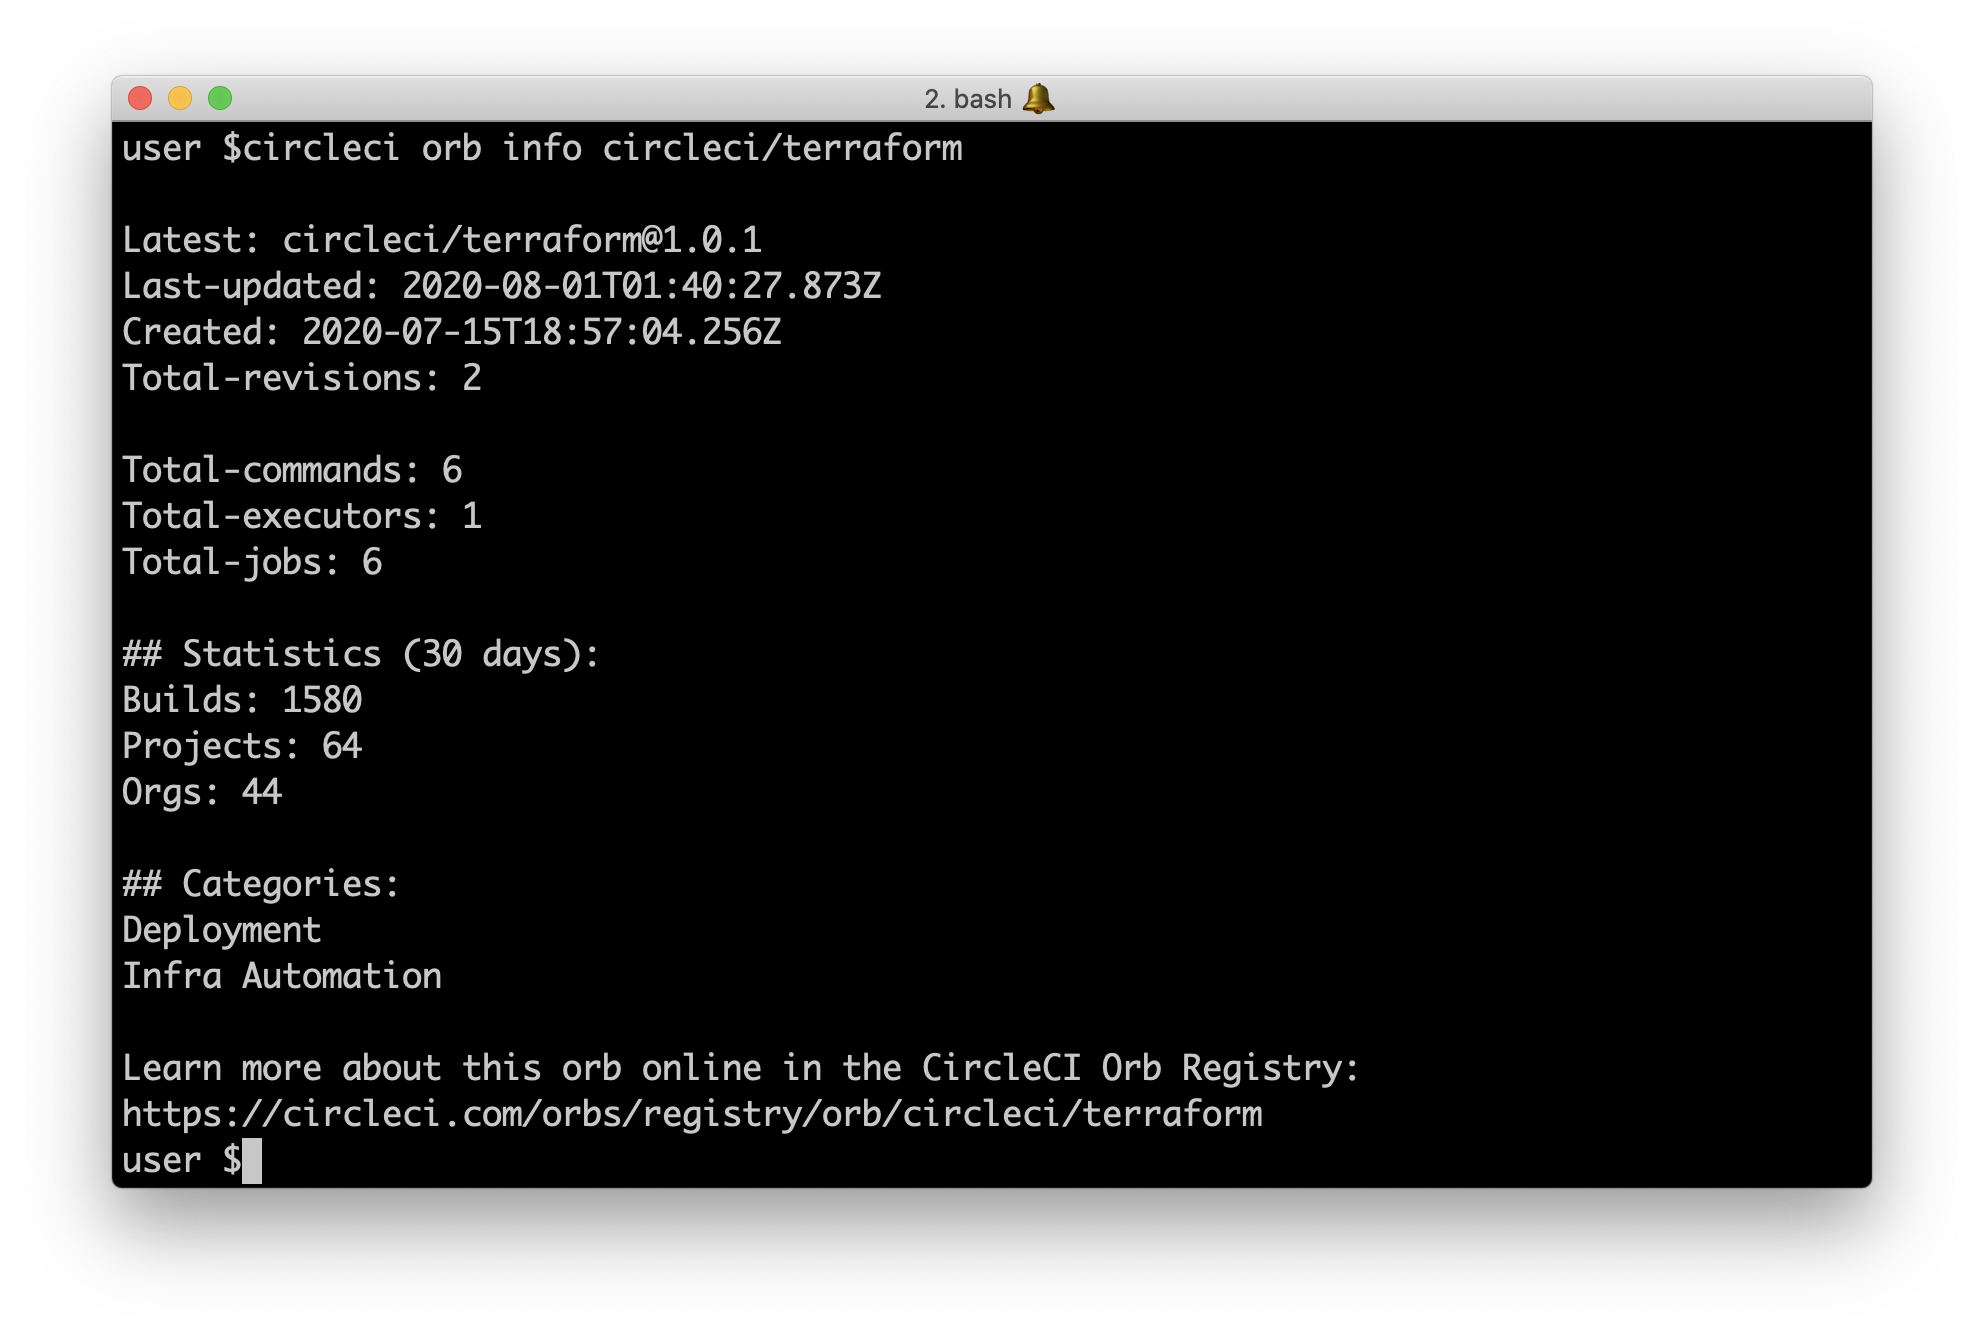 2. bash 🔔
user $circleci orb info circleci/terraform
Latest: circleci/terraform@1.0.1
Last-updated: 2020-08-01T01:40:27.873Z
Created: 2020-07-15T18:57:04.256Z
Total-revisions: 2
Total-commands: 6
Total-executors: 1
Total-jobs: 6
## Statistics (30 days):
Builds: 1580
Projects: 64
Orgs: 44
## Categories:
Deployment
Infra Automation
Learn more about this orb online in the CircleCI Orb Registry:
https://circleci.com/orbs/registry/orb/circleci/terraform
user $